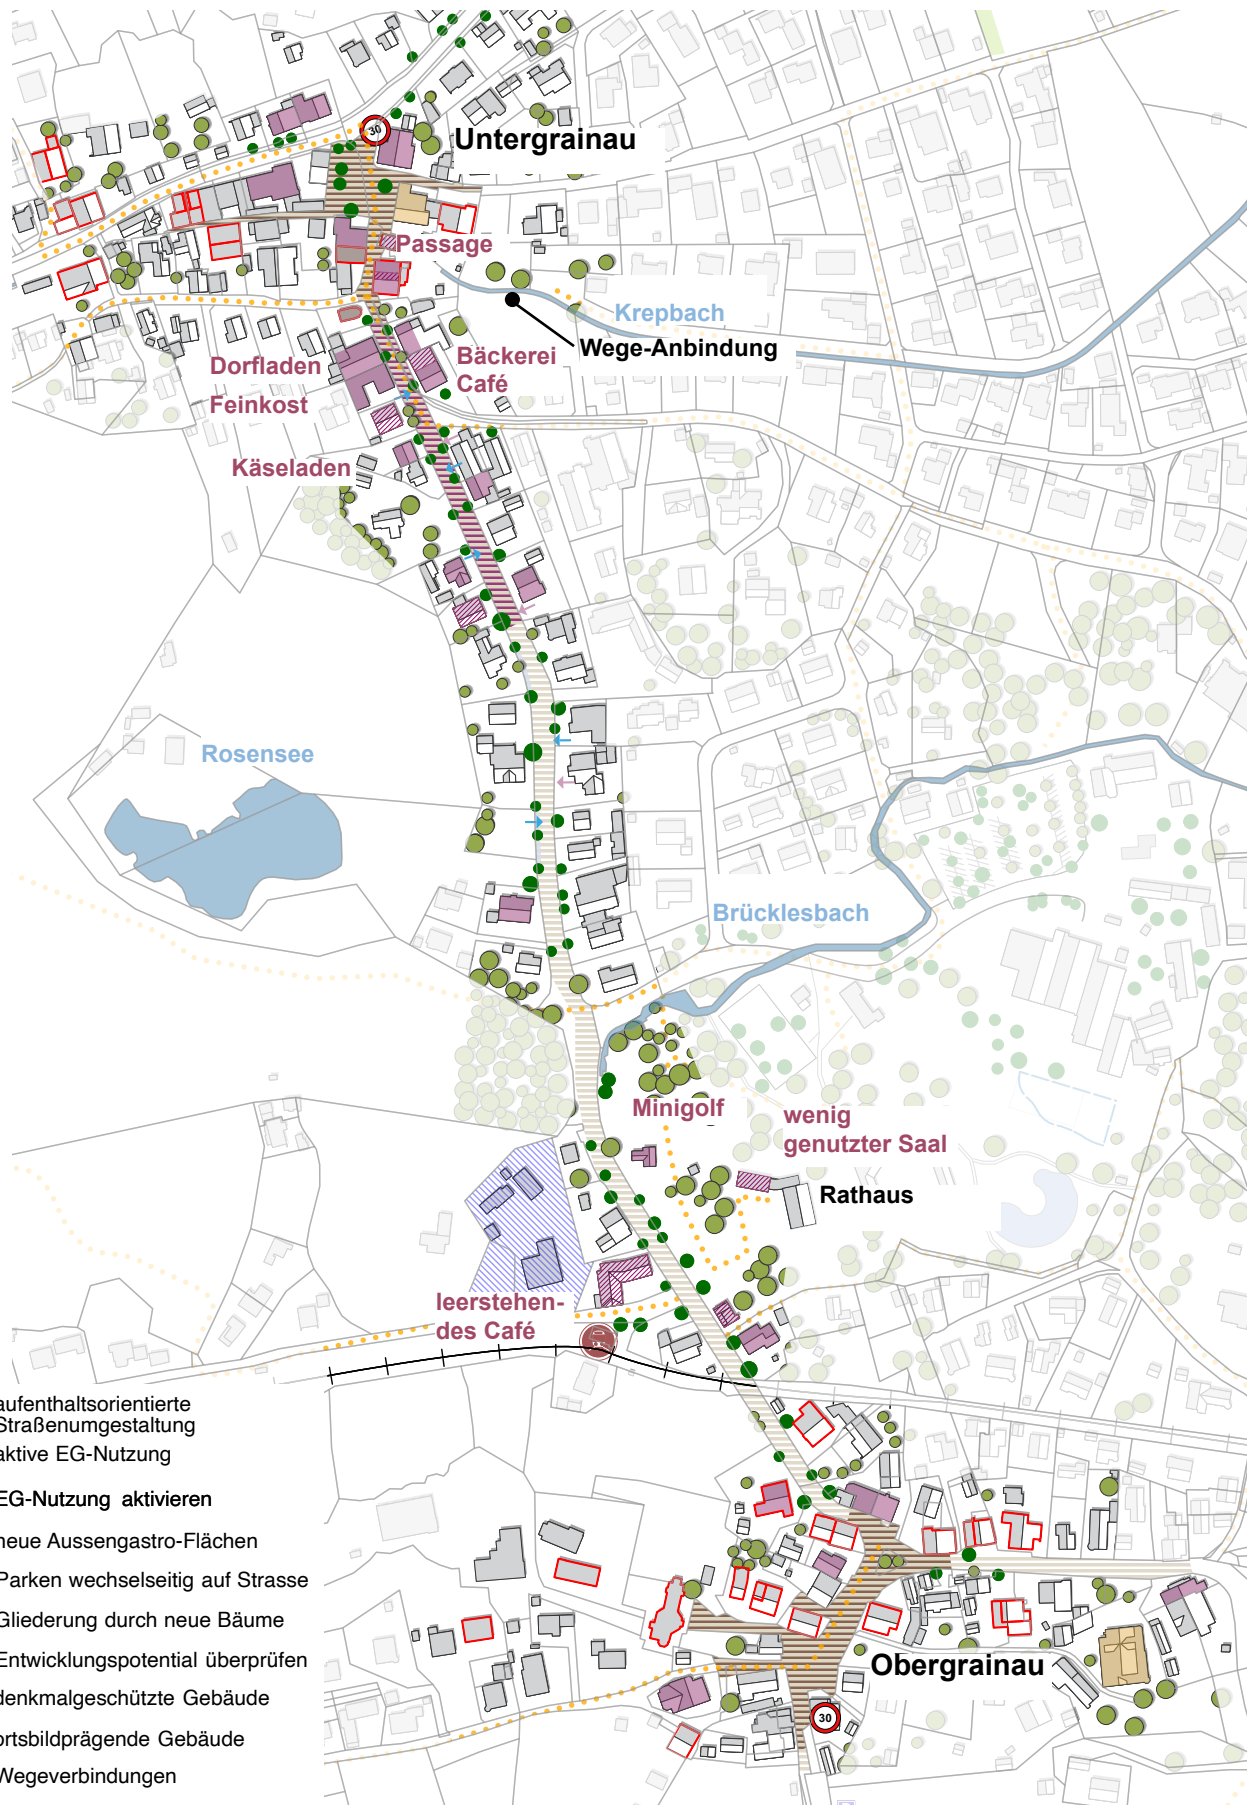 30
Untergrainau
Passage
Krepbach
Wege-Anbindung
Dorfladen
Feinkost
Bäckerei
Café
Käseladen
Rosensee
Brücklesbach
Minigolf
wenig
genutzter Saal
Rathaus
leerstehen-
des Café
aufenthaltsorientierte
Straßenumgestaltung
aktive EG-Nutzung
EG-Nutzung aktivieren
neue Aussengastro-Flächen
Parken wechselseitig auf Strasse
Gliederung durch neue Bäume
Entwicklungspotential überprüfen
denkmalgeschützte Gebäude
ortsbildprägende Gebäude
Wegeverbindungen
Obergrainau
30